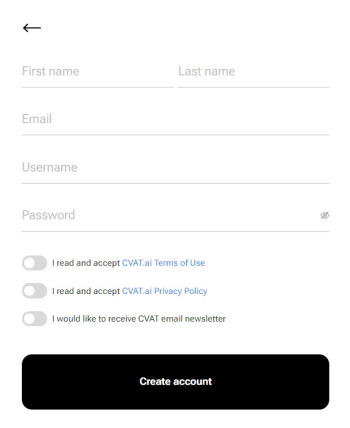 First name Last name
Email
Username
Password
I read and accept CVAT.ai Terms of Use
I read and accept CVAT.ai Privacy Policy
I would like to receive CVAT email newsletter
Create account